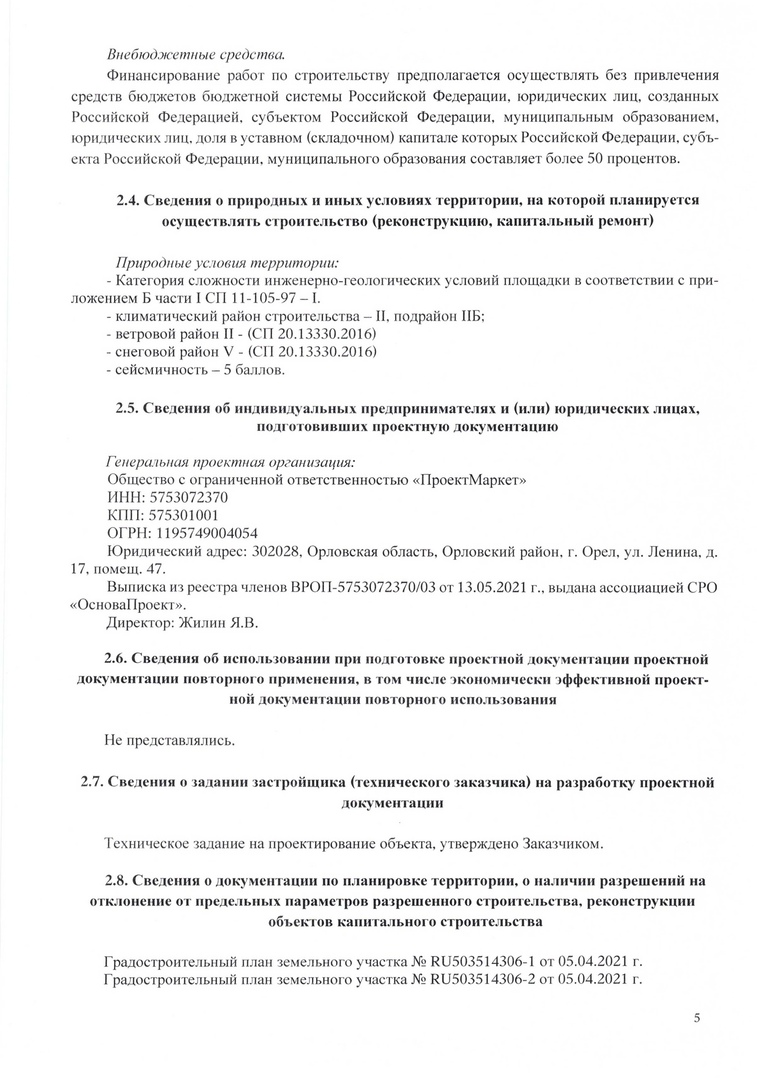 Внебюджетные средства.
Финансирование работ по строительству предполагается осуществлять без привлечения
средств бюджетов бюджетной системы Российской Федерации, юридических лиц, созданных
Российской Федерацией, субъектом Российской Федерации, муниципальным образованием,
юридических лиц, доля в уставном (складочном) капитале которых Российской Федерации, субъ-
екта Российской Федерации, муниципального образования составляет более 50 процентов.
2.4. Сведения о природных и иных условиях территории, на которой планируется
осуществлять строительство (реконструкцию, капитальный ремонт)
Природные условия территории:
- Категория сложности инженерно-геологических условий площадки в соответствии с при-
ложением Б части I СП 11-105-97 – I.
- климатический район строительства – II, подрайон IIБ;
- ветровой район II - (СП 20.13330.2016)
- снеговой район V - (СП 20.13330.2016)
- сейсмичность – 5 баллов.
2.5. Сведения об индивидуальных предпринимателях и (или) юридических лицах,
подготовивших проектную документацию
Генеральная проектная организация:
Общество с ограниченной ответственностью «ПроектМаркет»
ИНН: 5753072370
КПП: 575301001
ОГРН: 1195749004054
Юридический адрес: 302028, Орловская область, Орловский район, г. Орел, ул. Ленина, д.
17, помещ. 47.
Выписка из реестра членов ВРОП-5753072370/03 от 13.05.2021 г., выдана ассоциацией СРО
«ОсноваПроект».
Директор: Жилин Я.В.
2.6. Сведения об использовании при подготовке проектной документации проектной
документации повторного применения, в том числе экономически эффективной проект-
ной документации повторного использования
Не представлялись.
2.7. Сведения о задании застройщика (технического заказчика) на разработку проектной
документации
Техническое задание на проектирование объекта, утверждено Заказчиком.
2.8. Сведения о документации по планировке территории, о наличии разрешений на
отклонение от предельных параметров разрешенного строительства, реконструкции
объектов капитального строительства
Градостроительный план земельного участка № RU503514306-1 от 05.04.2021 г.
Градостроительный план земельного участка № RU503514306-2 от 05.04.2021 г.
5